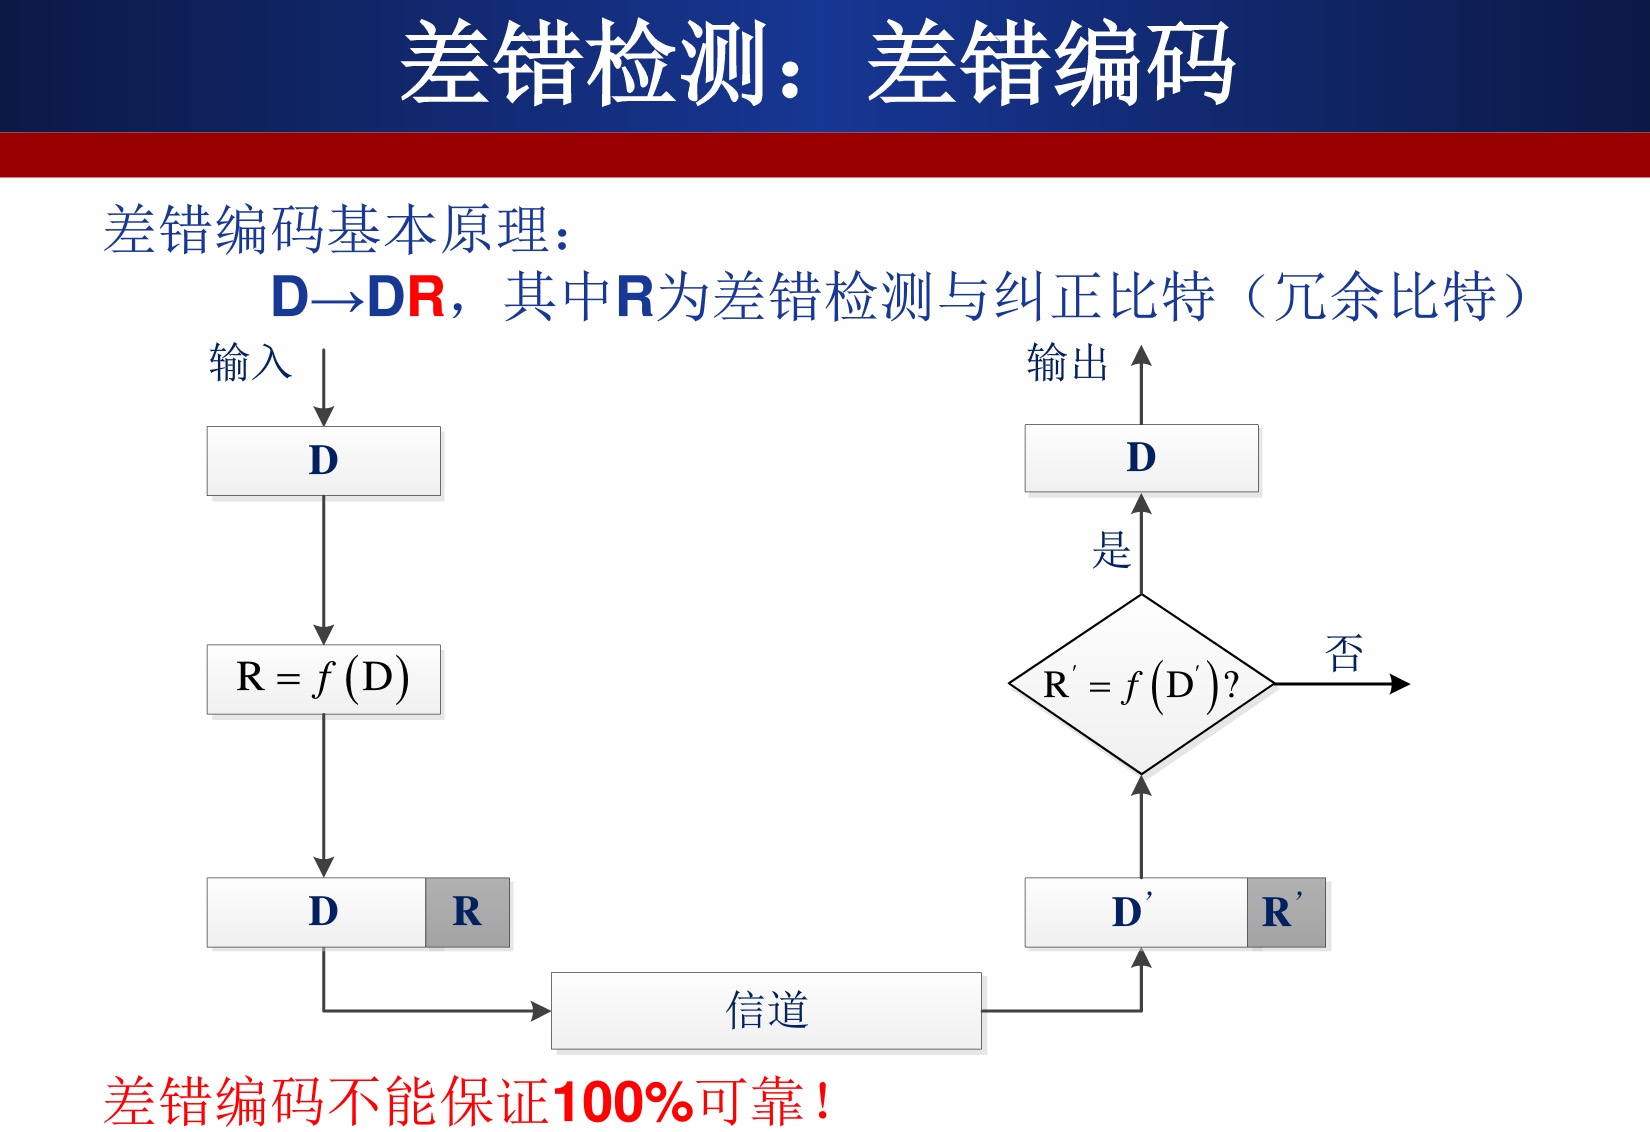 差错检测：差错编码
差错编码基本原理：
D→DR，其中R为差错检测与纠正比特（冗余比特）
输入
D
R = f (D)
D R
信道
D’ R’
R′ = f (D′)?
否
是
D
输出
差错编码不能保证100%可靠！